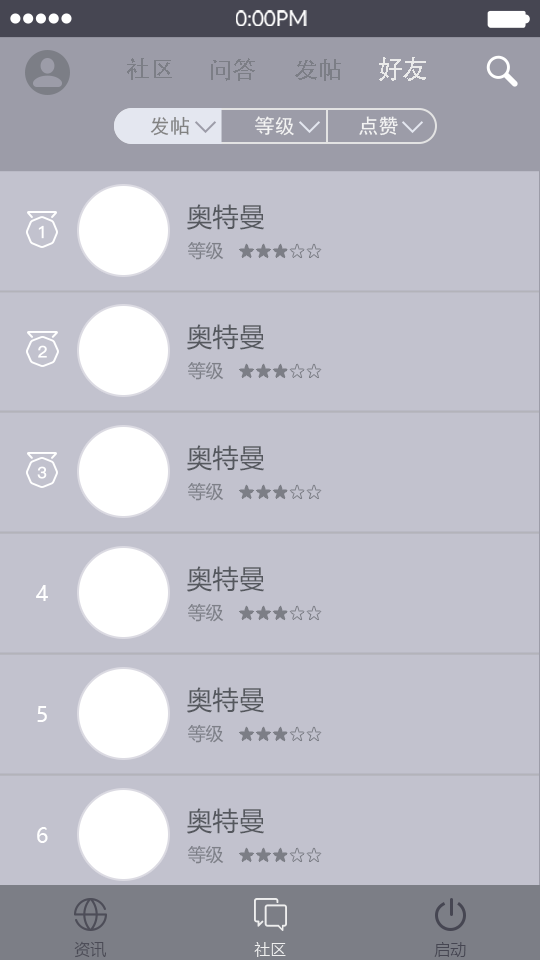 0:00PM
社区 问答 发帖 好友
发帖 等级 点赞
1
奥特曼
等级
2
奥特曼
等级
3
奥特曼
等级
4
奥特曼
等级
5
奥特曼
等级
6
奥特曼
等级
资讯 社区 启动